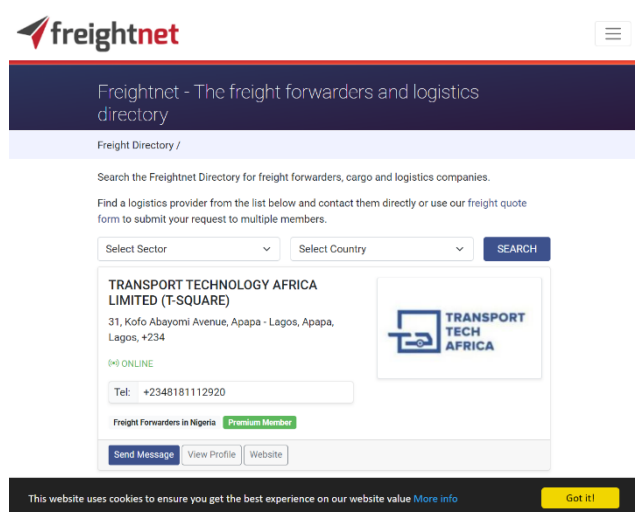 freightnet
Freightnet - The freight forwarders and logistics
directory
Freight Directory /
Search the Freightnet Directory for freight forwarders, cargo and logistics companies.
Find a logistics provider from the list below and contact them directly or use our freight quote
form to submit your request to multiple members.
Select Sector
Select Country
SEARCH
TRANSPORT TECHNOLOGY AFRICA
LIMITED (T-SQUARE)
31, Kofo Abayomi Avenue, Apapa - Lagos, Apapa,
Lagos, +234
ONLINE
Tel: +2348181112920
Freight Forwarders in Nigeria Premium Member
TRANSPORT
TECH
AFRICA
Send Message View Profile Website
This website uses cookies to ensure you get the best experience on our website value More info
Got it!